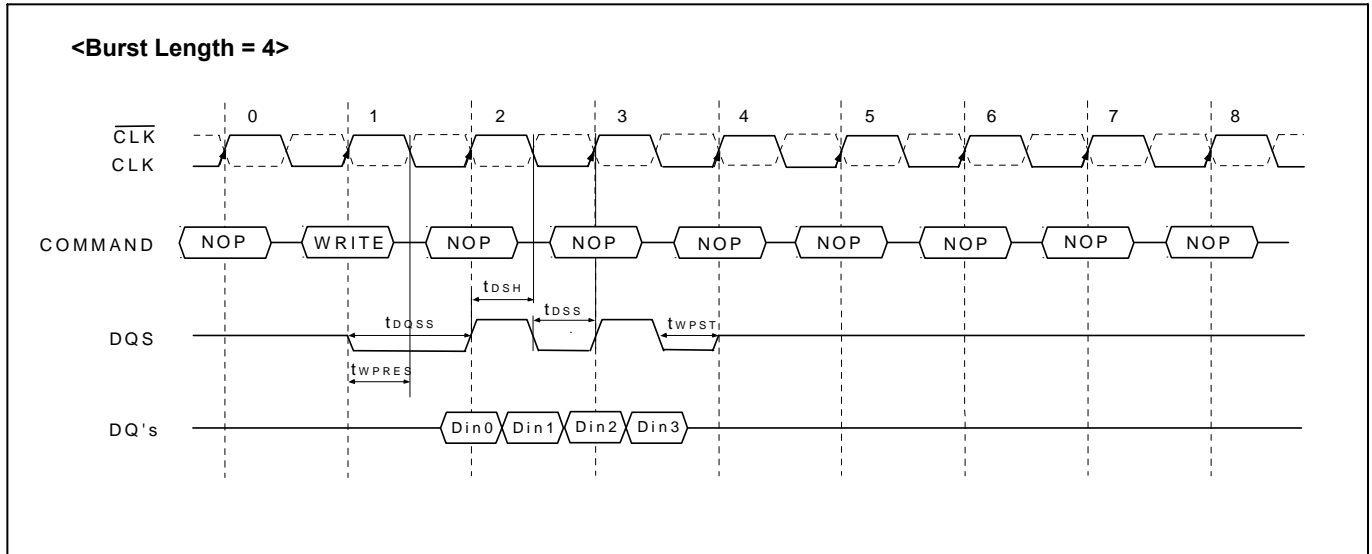 <Burst Length = 4>
0 1 2 3 4 5 6 7 8
CLK
CLK
COMMAND NOP WRITE NOP NOP NOP NOP NOP NOP NOP
tDSH
tDQSS tDSS tWPST
DQS
tWPRES
DQ's Din0 Din1 Din2 Din3